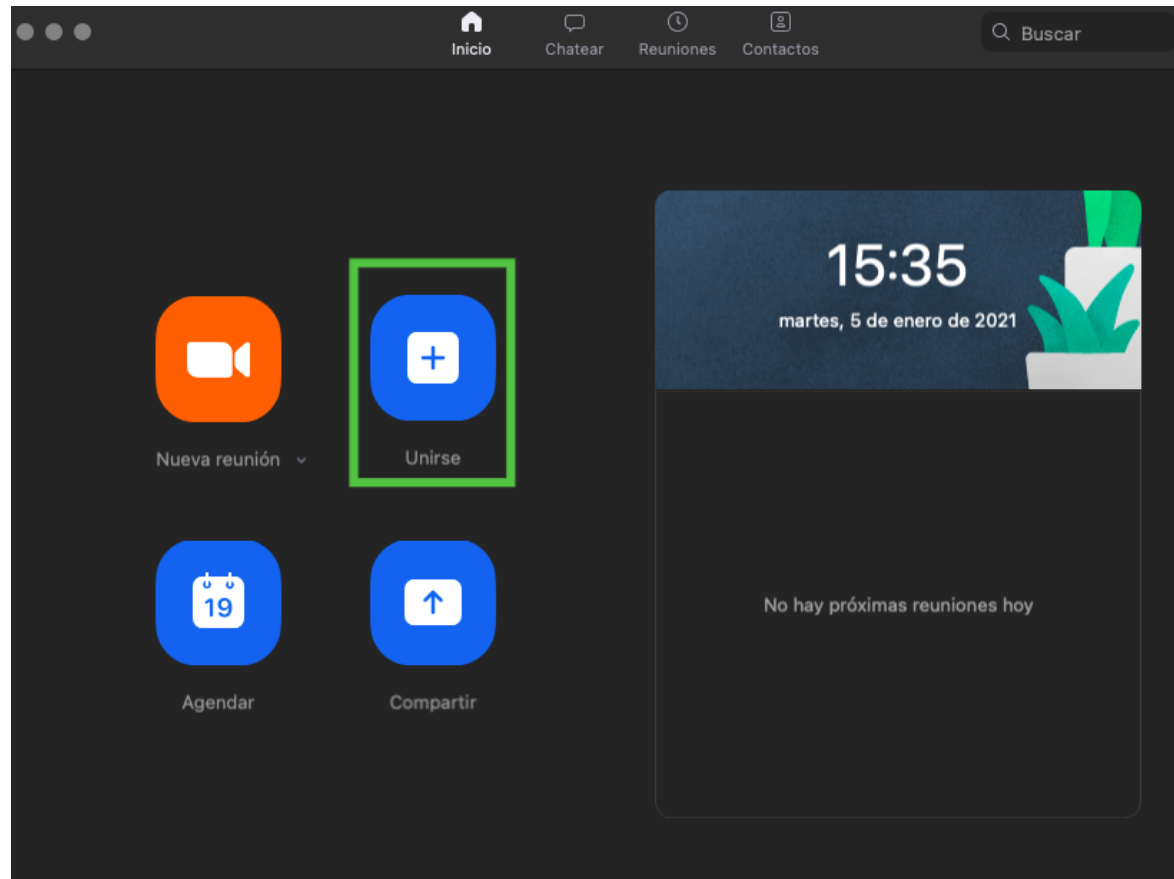 Inicio
Chatear
Reuniones
Contactos
Buscar
15:35
martes, 5 de enero de 2021
Nueva reunión
Unirse
19
Agendar
Compartir
No hay próximas reuniones hoy